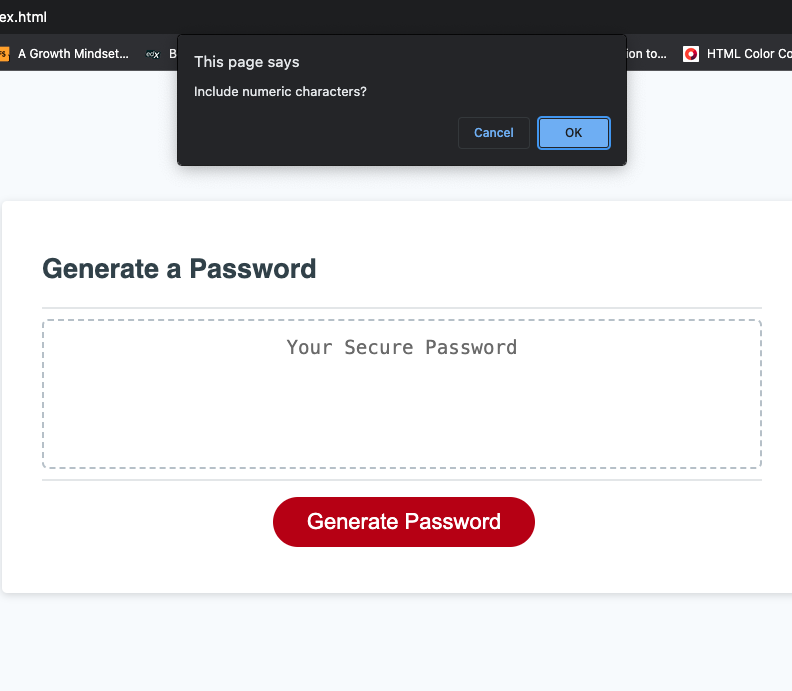 ex.html
A Growth Mindset... edX B
ion to... HTML Color Co
This page says
Include numeric characters?
Cancel OK
Generate a Password
Your Secure Password
Generate Password